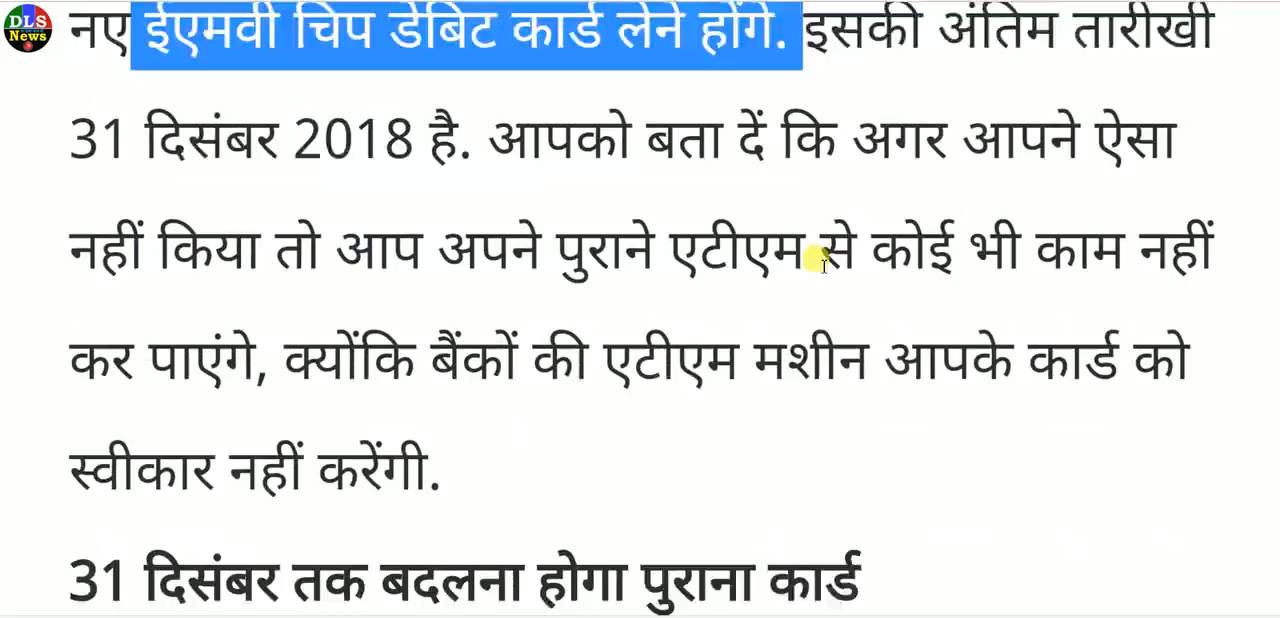 DLS
News
नए ईएमवी चिप डेबिट कार्ड लेने होंगे. इसकी अंतिम तारीखी
31 दिसंबर 2018 है. आपको बता दें कि अगर आपने ऐसा
नहीं किया तो आप अपने पुराने एटीएम से कोई भी काम नहीं
कर पाएंगे, क्योंकि बैंकों की एटीएम मशीन आपके कार्ड को
स्वीकार नहीं करेंगी.
31 दिसंबर तक बदलना होगा पुराना कार्ड